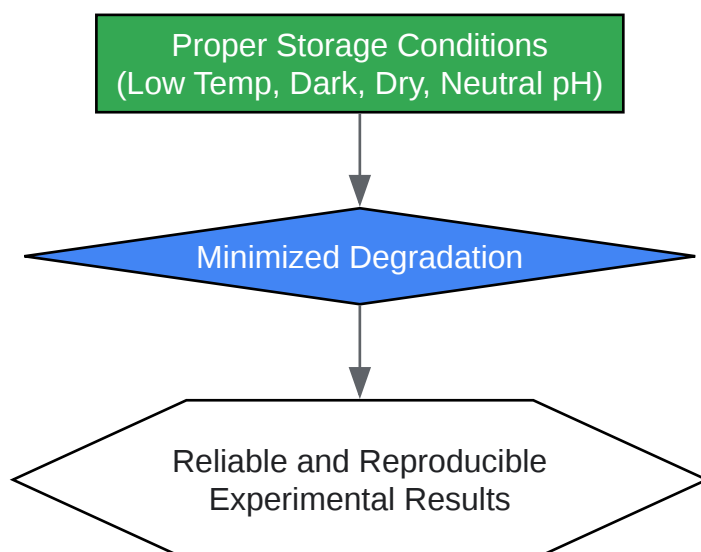 Proper Storage Conditions
(Low Temp, Dark, Dry, Neutral pH)
Minimized Degradation
Reliable and Reproducible
Experimental Results